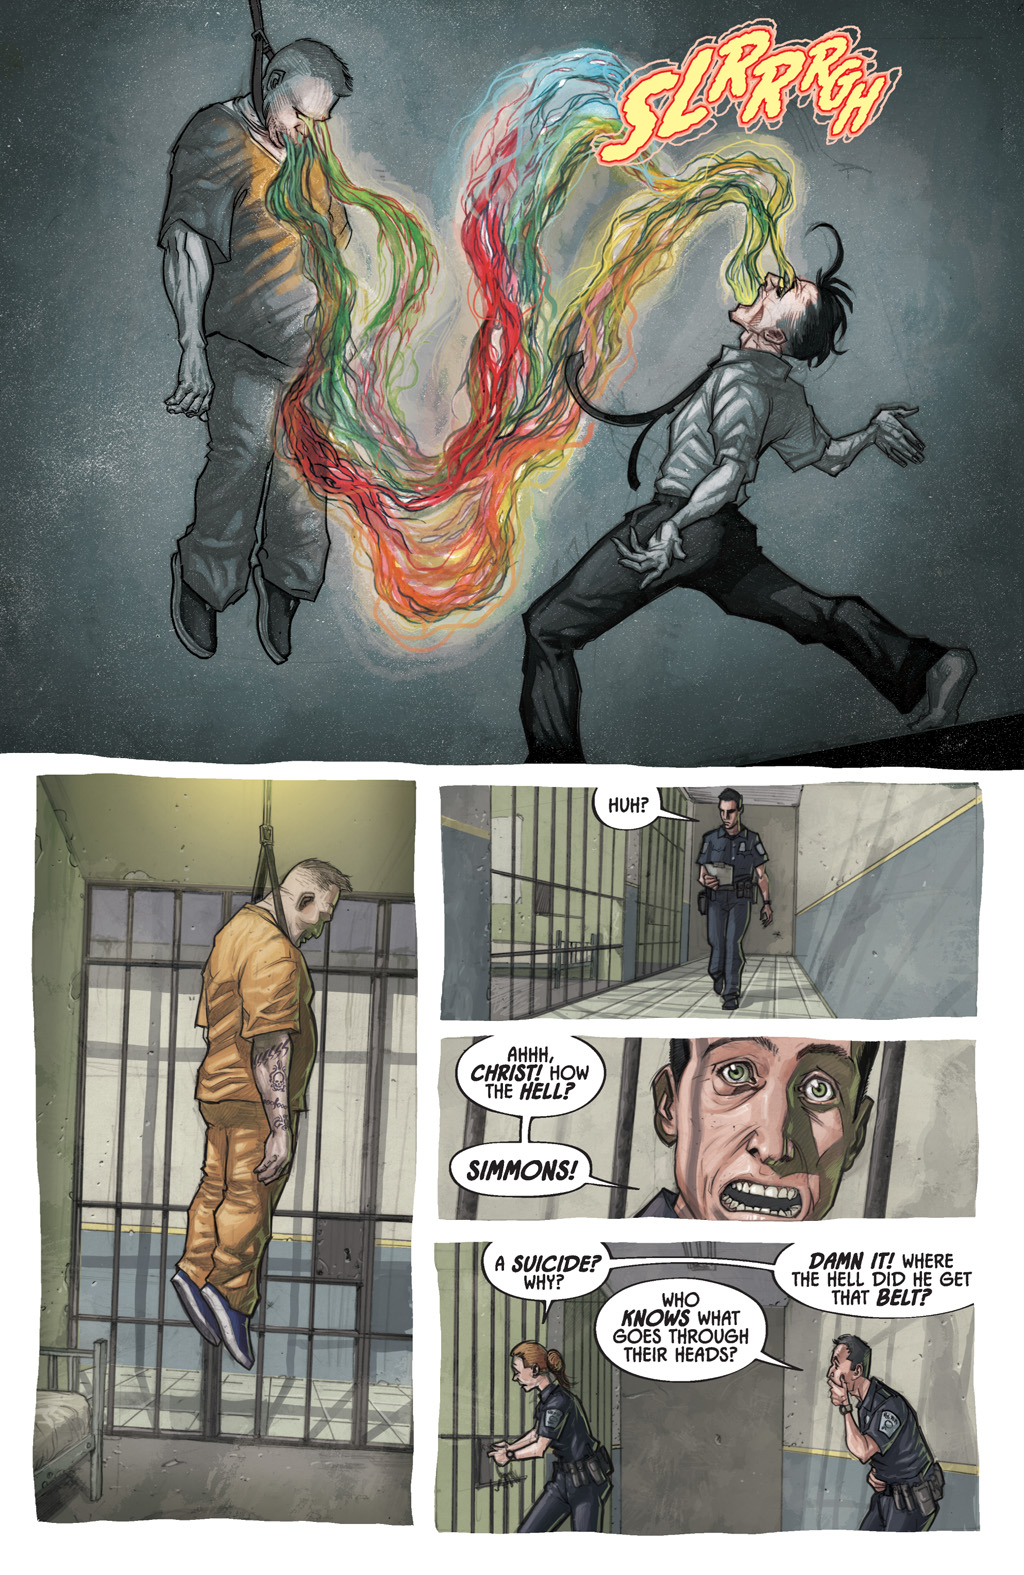 SLRRRGH
HUH?
AHHH,
CHRIST! HOW
THE HELL?
SIMMONS!
A SUICIDE?
WHY?
WHO
KNOWS WHAT
GOES THROUGH
THEIR HEADS?
DAMN IT! WHERE
THE HELL DID HE GET
THAT BELT?